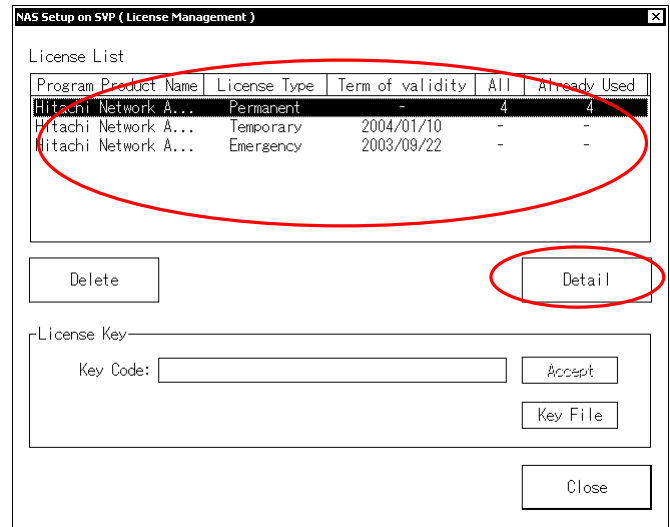 NAS Setup on SVP ( License Management )
License List
Program Product Name License Type Term of validity All Already Used
Hitachi Network A... Permanent - 4 4
Hitachi Network A... Temporary 2004/01/10 - -
Hitachi Network A... Emergency 2003/09/22 - -
Delete Detail
License Key
Key Code: Accept
Key File
Close